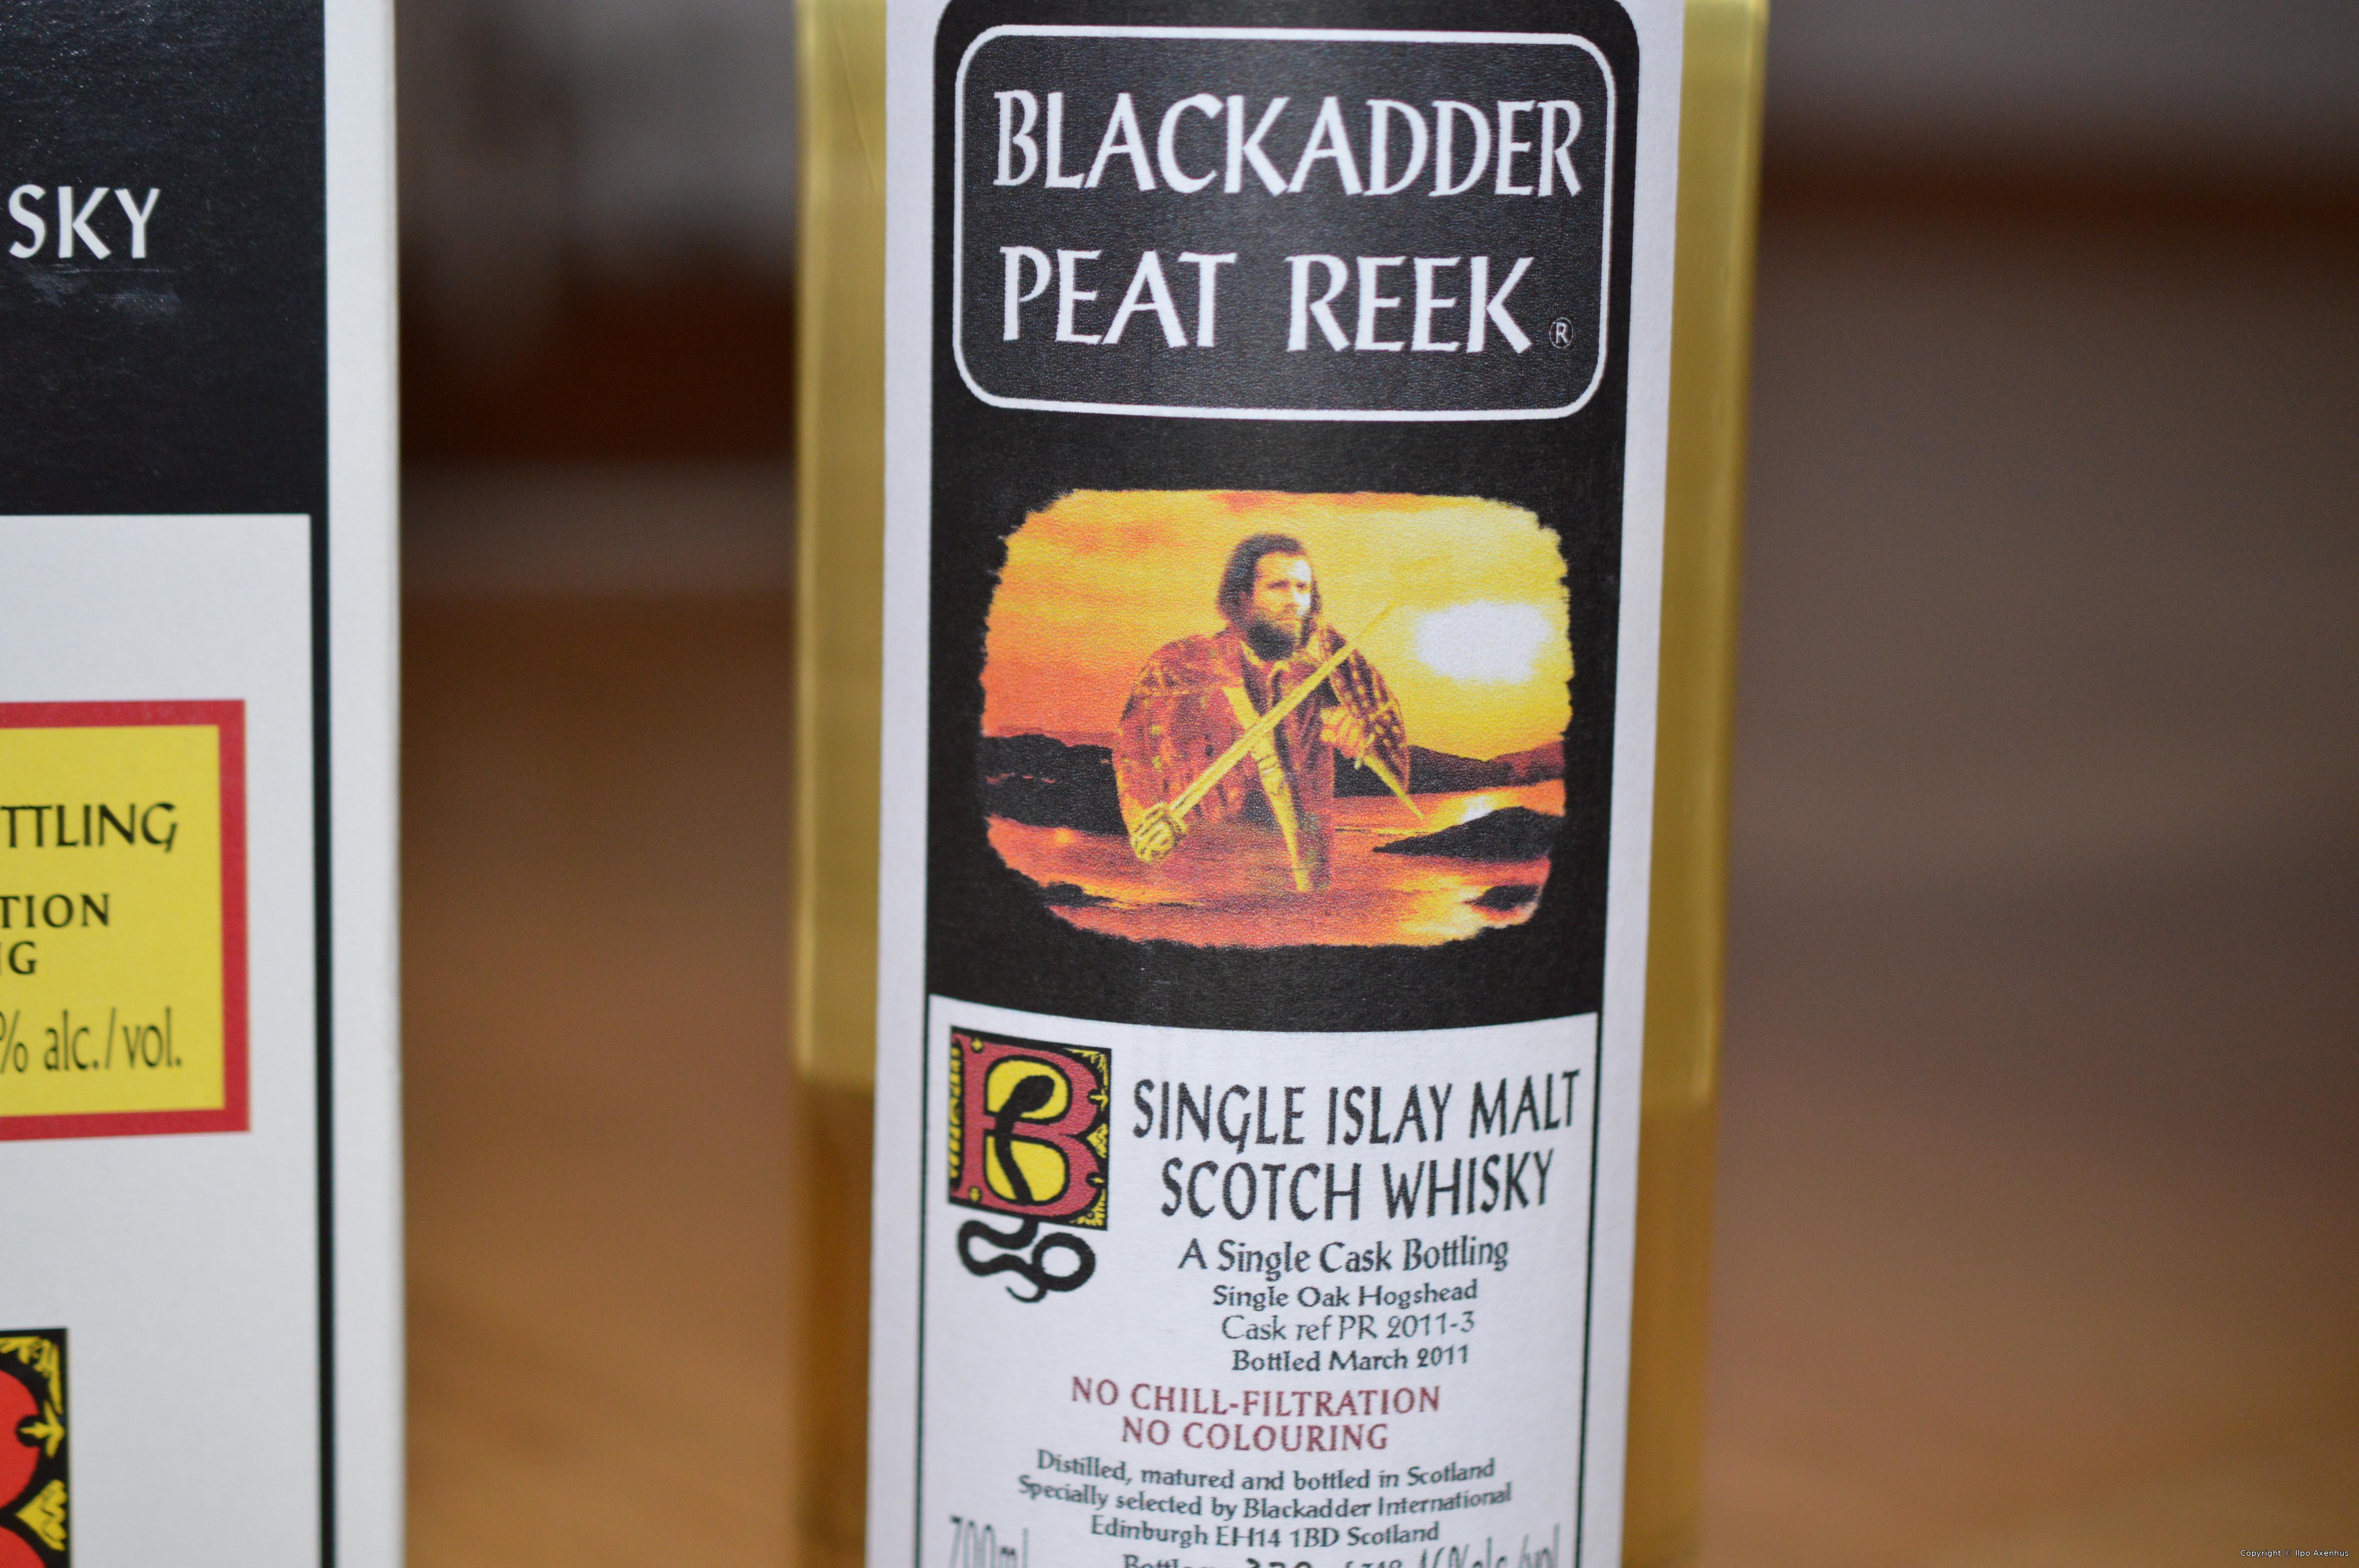 SKY
TTLING
TION
G
% alc./vol.
BLACKADDER
PEAT REEK ®
SINGLE ISLAY MALT
SCOTCH WHISKY
A Single Cask Bottling
Single Oak Hogshead
Cask ref PR 2011-3
Bottled March 2011
NO CHILL-FILTRATION
NO COLOURING
Distilled, matured and bottled in Scotland
Specially selected by Blackadder International
Edinburgh EH14 1BD Scotland
700ml
Copyright © Ilpo Axenhus